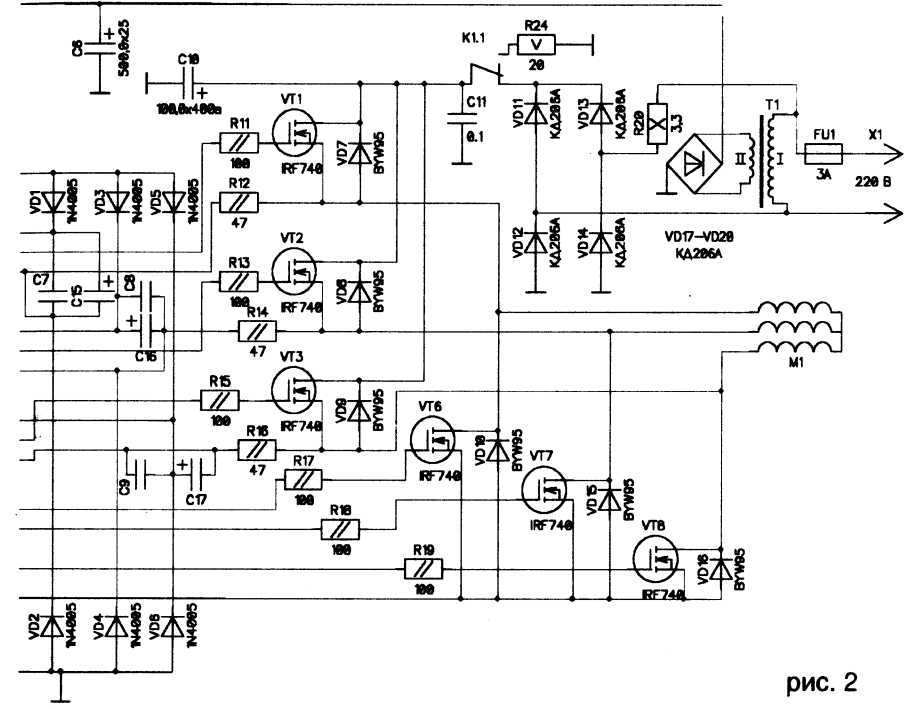 R24
K1.1
V
20
C6
500,0x25
C10
100,0x400в
VT1
R11
100
IRF740
VD7
BYW95
C11
0.1
VD11
КД206А
VD13
КД206А
R20
3,3
T1
II
I
FU1
3А
X1
220 В
VD1
1N4005
VD3
1N4005
VD5
1N4005
R12
47
VT2
VD12
КД206А
VD14
КД206А
VD17–VD20
КД206А
C7
C15
C8
C16
R13
100
IRF740
VD8
BYW95
R14
47
VT3
M1
R15
100
IRF740
VD9
BYW95
VT6
R16
47
C9
C17
R17
100
IRF740
VD10
BYW95
VT7
R18
100
IRF740
VD15
BYW95
VT8
R19
100
IRF740
VD16
BYW95
VD2
1N4005
VD4
1N4005
VD6
1N4005
рис. 2